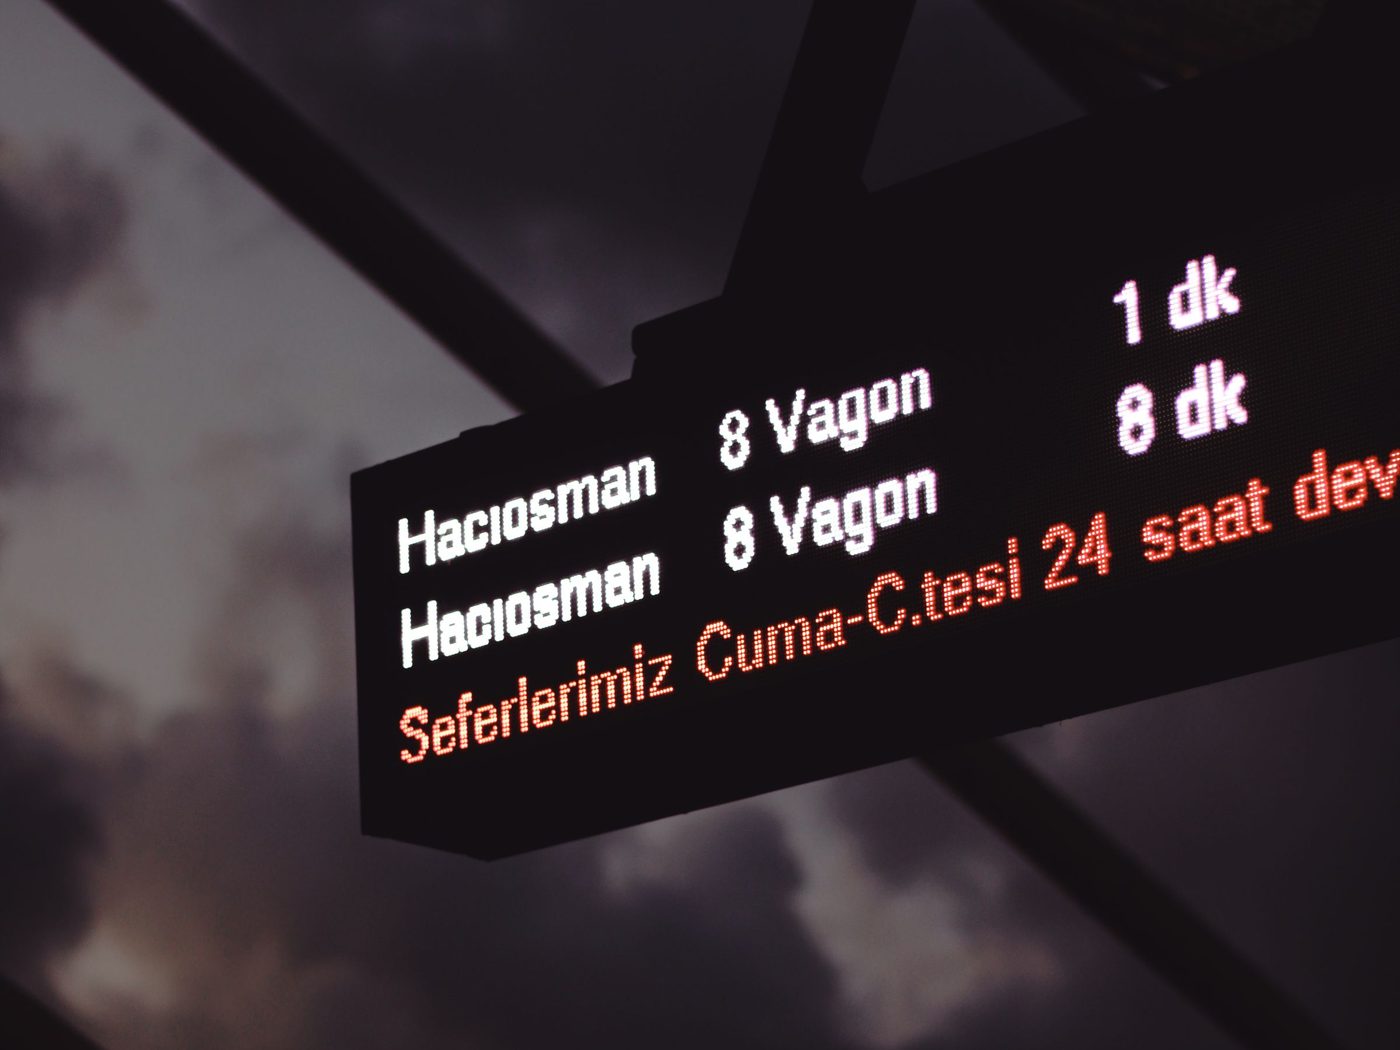 Hacıosman 8 Vagon 1 dk
Hacıosman 8 Vagon 8 dk
Seferlerimiz Cuma-C.tesi 24 saat dev